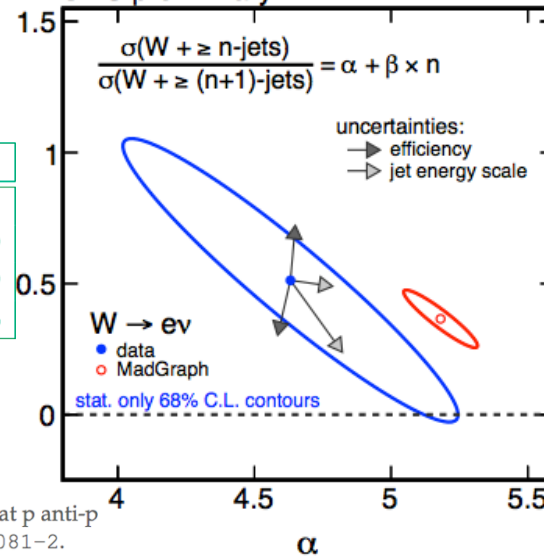 1.5
σ(W + ≥ n-jets)
σ(W + ≥ (n+1)-jets)
= α + β × n
uncertainties:
efficiency
jet energy scale
1
0.5
W → eν
data
MadGraph
stat. only 68% C.L. contours
0
4 4.5 5 5.5
at p anti-p
081-2.
α